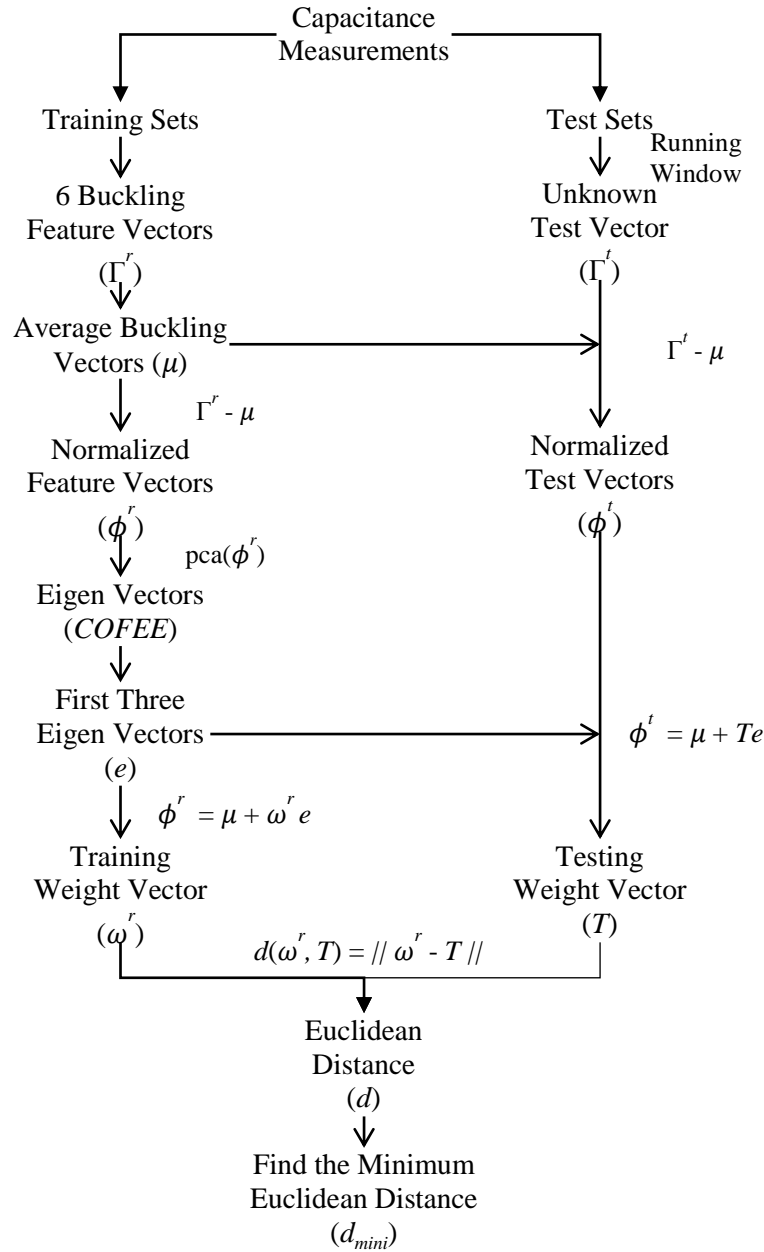 Capacitance
Measurements
Training Sets
Test Sets
Running
Window
6 Buckling
Feature Vectors
(Γ^r)
Unknown
Test Vector
(Γ^t)
Average Buckling
Vectors (μ)
Γ^t - μ
Γ^r - μ
Normalized
Feature Vectors
(ϕ^r)
Normalized
Test Vectors
(ϕ^t)
pca(ϕ^r)
Eigen Vectors
(COFEE)
First Three
Eigen Vectors
(e)
ϕ^t = μ + Te
ϕ^r = μ + ω^r e
Training
Weight Vector
(ω^r)
Testing
Weight Vector
(T)
d(ω^r, T) = // ω^r - T //
Euclidean
Distance
(d)
Find the Minimum
Euclidean Distance
(d_mini)